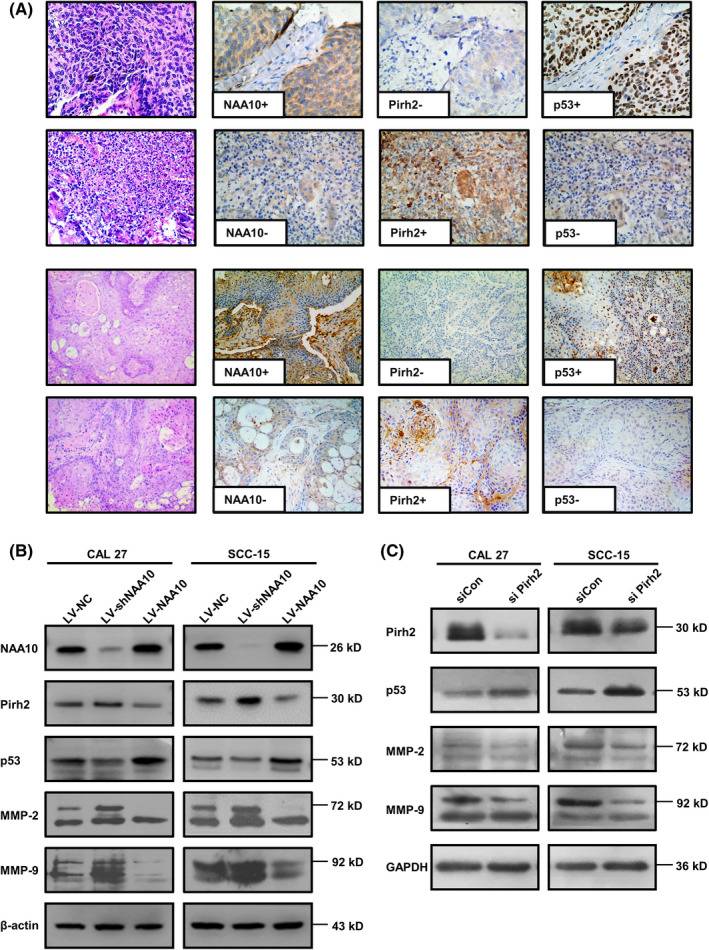 (A)
NAA10+
Pirh2-
p53+
NAA10-
Pirh2+
p53-
NAA10+
Pirh2-
p53+
NAA10-
Pirh2+
p53-
(B)
CAL 27
SCC-15
LV-NC
LV-shNAA10
LV-NAA10
LV-NC
LV-shNAA10
LV-NAA10
NAA10
26 kD
Pirh2
30 kD
p53
53 kD
MMP-2
72 kD
MMP-9
92 kD
β-actin
43 kD
(C)
CAL 27
SCC-15
siCon
si Pirh2
siCon
si Pirh2
Pirh2
30 kD
p53
53 kD
MMP-2
72 kD
MMP-9
92 kD
GAPDH
36 kD